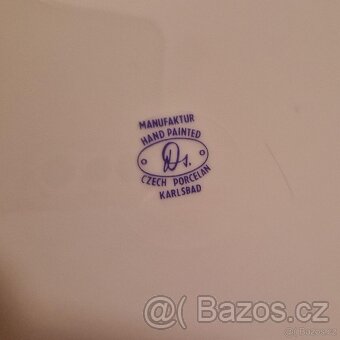 MANUFAKTUR
HAND PAINTED
Ds.
CZECH PORCELAN
KARLSBAD
Bazos.cz